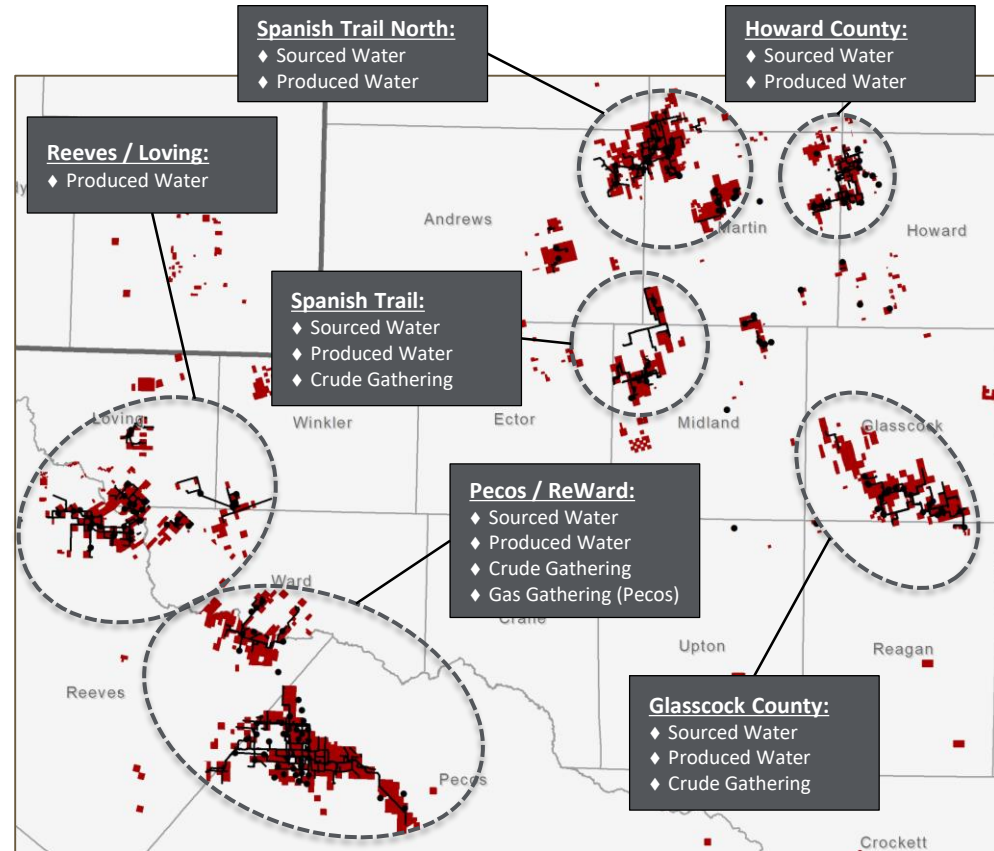 Spanish Trail North:
♦ Sourced Water
♦ Produced Water
Howard County:
♦ Sourced Water
♦ Produced Water
Reeves / Loving:
♦ Produced Water
Andrews
Martin
Howard
Spanish Trail:
♦ Sourced Water
♦ Produced Water
♦ Crude Gathering
Loving
Winkler
Ector
Midland
Glasscock
Pecos / ReWard:
♦ Sourced Water
♦ Produced Water
♦ Crude Gathering
♦ Gas Gathering (Pecos)
Ward
Crane
Upton
Reagan
Reeves
Glasscock County:
♦ Sourced Water
♦ Produced Water
♦ Crude Gathering
Pecos
Crockett